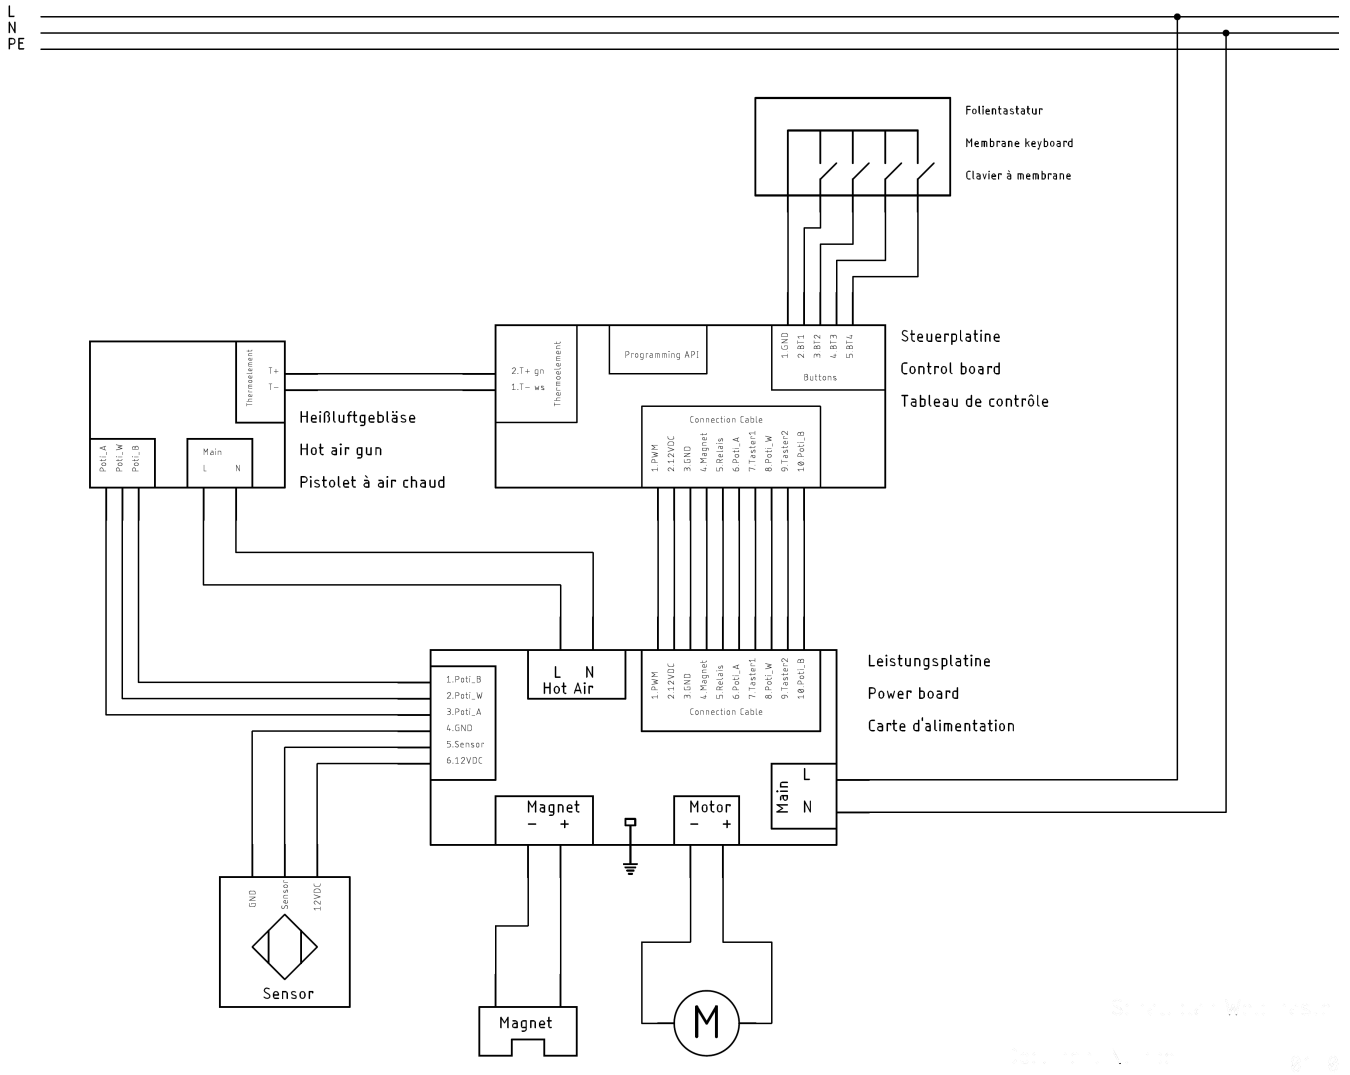 L
N
PE
Folientastatur
Membrane keyboard
Clavier à membrane
1 GND
2 BT1
3 BT2
4 BT3
5 BT4
Buttons
Programming API
Thermoelement
2.T+ gn
1.T- ws
Steuerplatine
Control board
Tableau de contrôle
Thermoelement
T+
T-
Heißluftgebläse
Hot air gun
Pistolet à air chaud
Poti_A
Poti_W
Poti_B
Main
L N
Connection Cable
1.PWM
2.12VDC
3.GND
4.Magnet
5.Relais
6.Poti_A
7.Taster1
8.Poti_W
9.Taster2
10.Poti_B
Leistungsplatine
Power board
Carte d'alimentation
L N
Hot Air
1.PWM
2.12VDC
3.GND
4.Magnet
5.Relais
6.Poti_A
7.Taster1
8.Poti_W
9.Taster2
10.Poti_B
Connection Cable
1.Poti_B
2.Poti_W
3.Poti_A
4.GND
5.Sensor
6.12VDC
Main
L
N
Magnet
- +
Motor
- +
GND
Sensor
12VDC
Sensor
Magnet
M